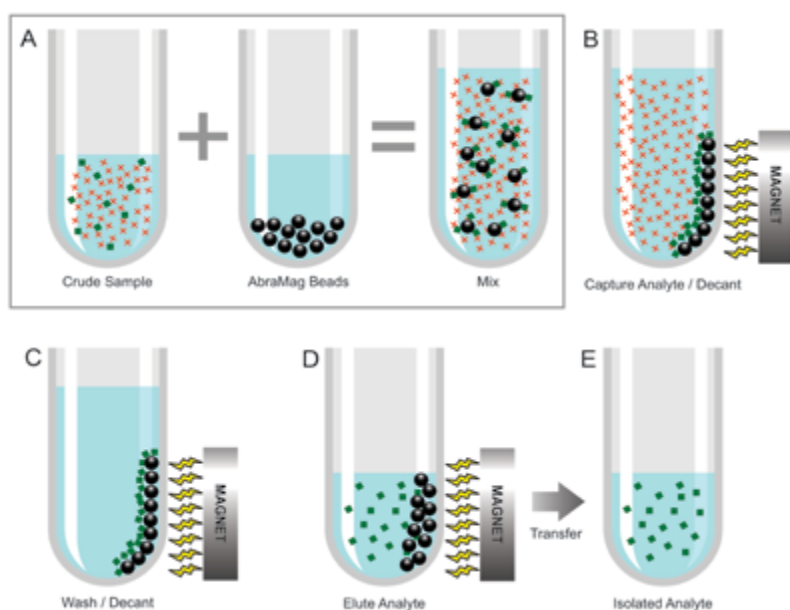 A
B
Crude Sample
AbraMag Beads
Mix
MAGNET
Capture Analyte / Decant
C
D
E
MAGNET
MAGNET
Transfer
Wash / Decant
Elute Analyte
Isolated Analyte